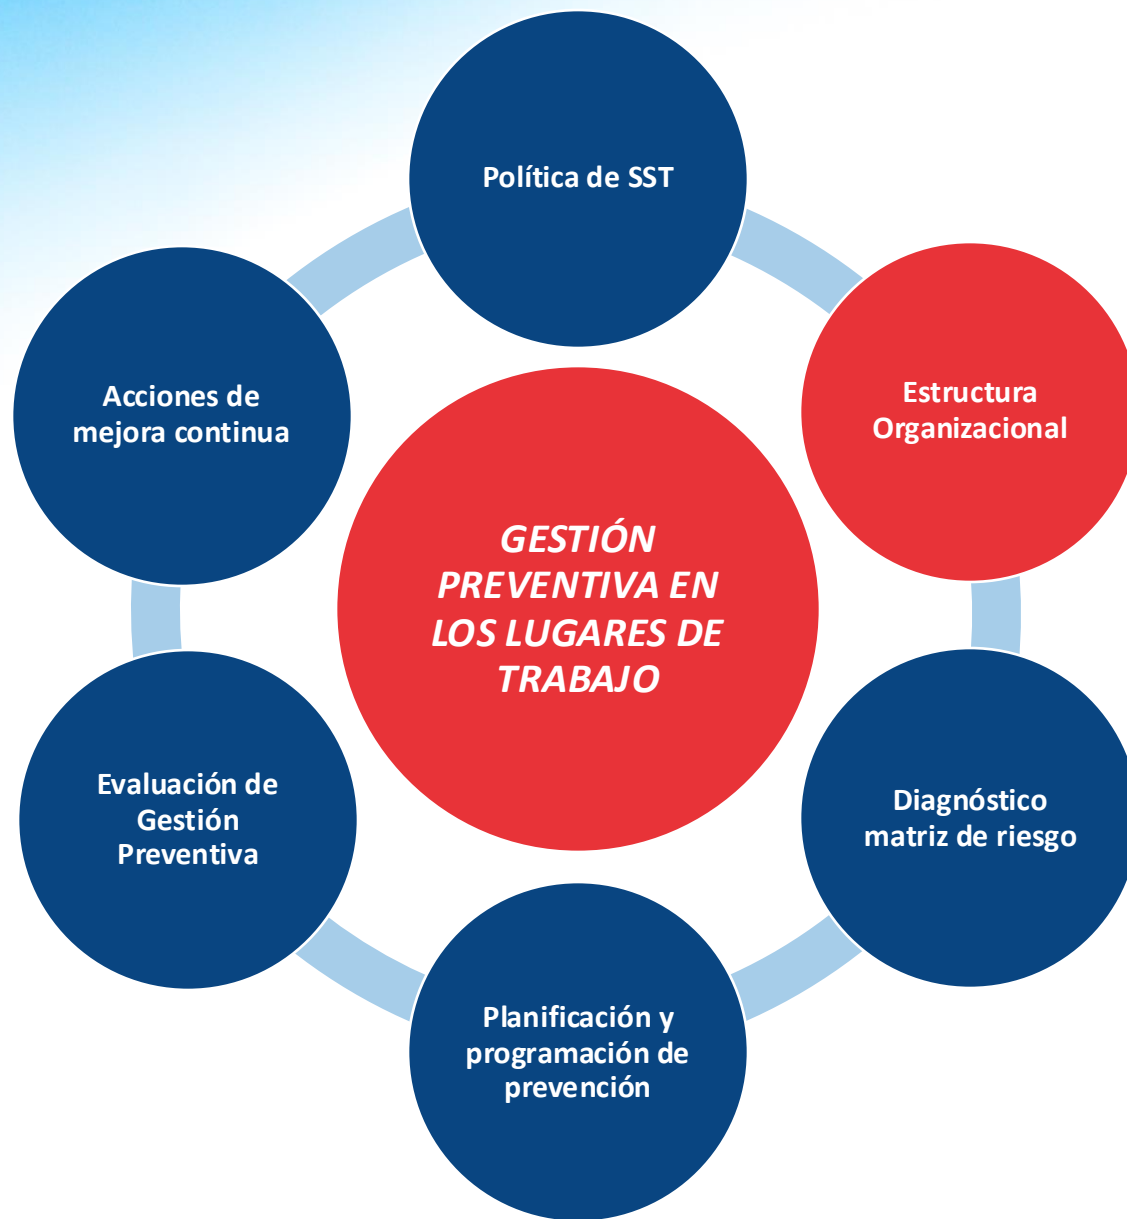 Política de SST
Estructura
Organizacional
Diagnóstico
matriz de riesgo
Planificación y
programación de
prevención
Evaluación de
Gestión
Preventiva
Acciones de
mejora continua
GESTIÓN
PREVENTIVA EN
LOS LUGARES DE
TRABAJO